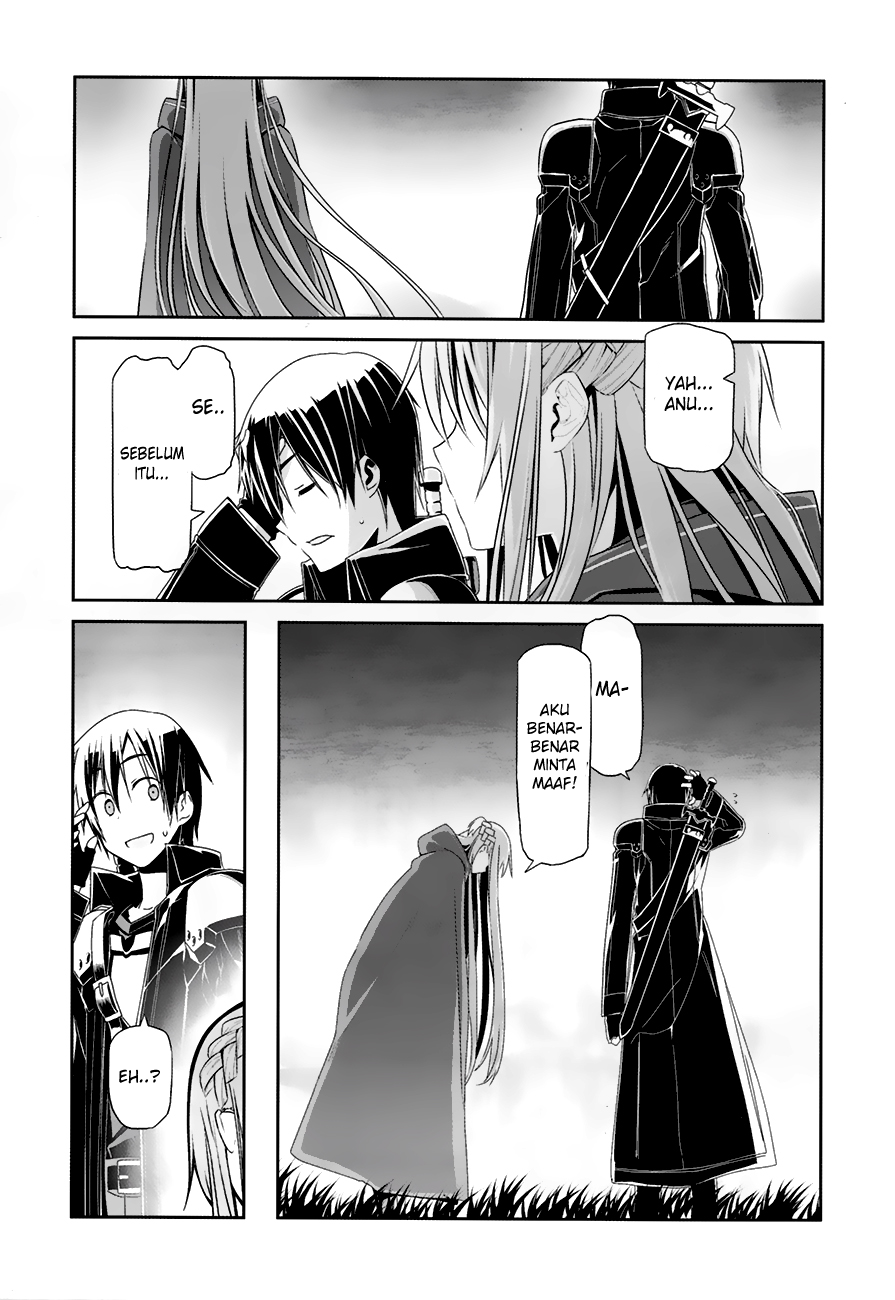 YAH...
ANU...
SE..
SEBELUM
ITU...
MA-
AKU
BENAR-
BENAR
MINTA
MAAF!
EH..?